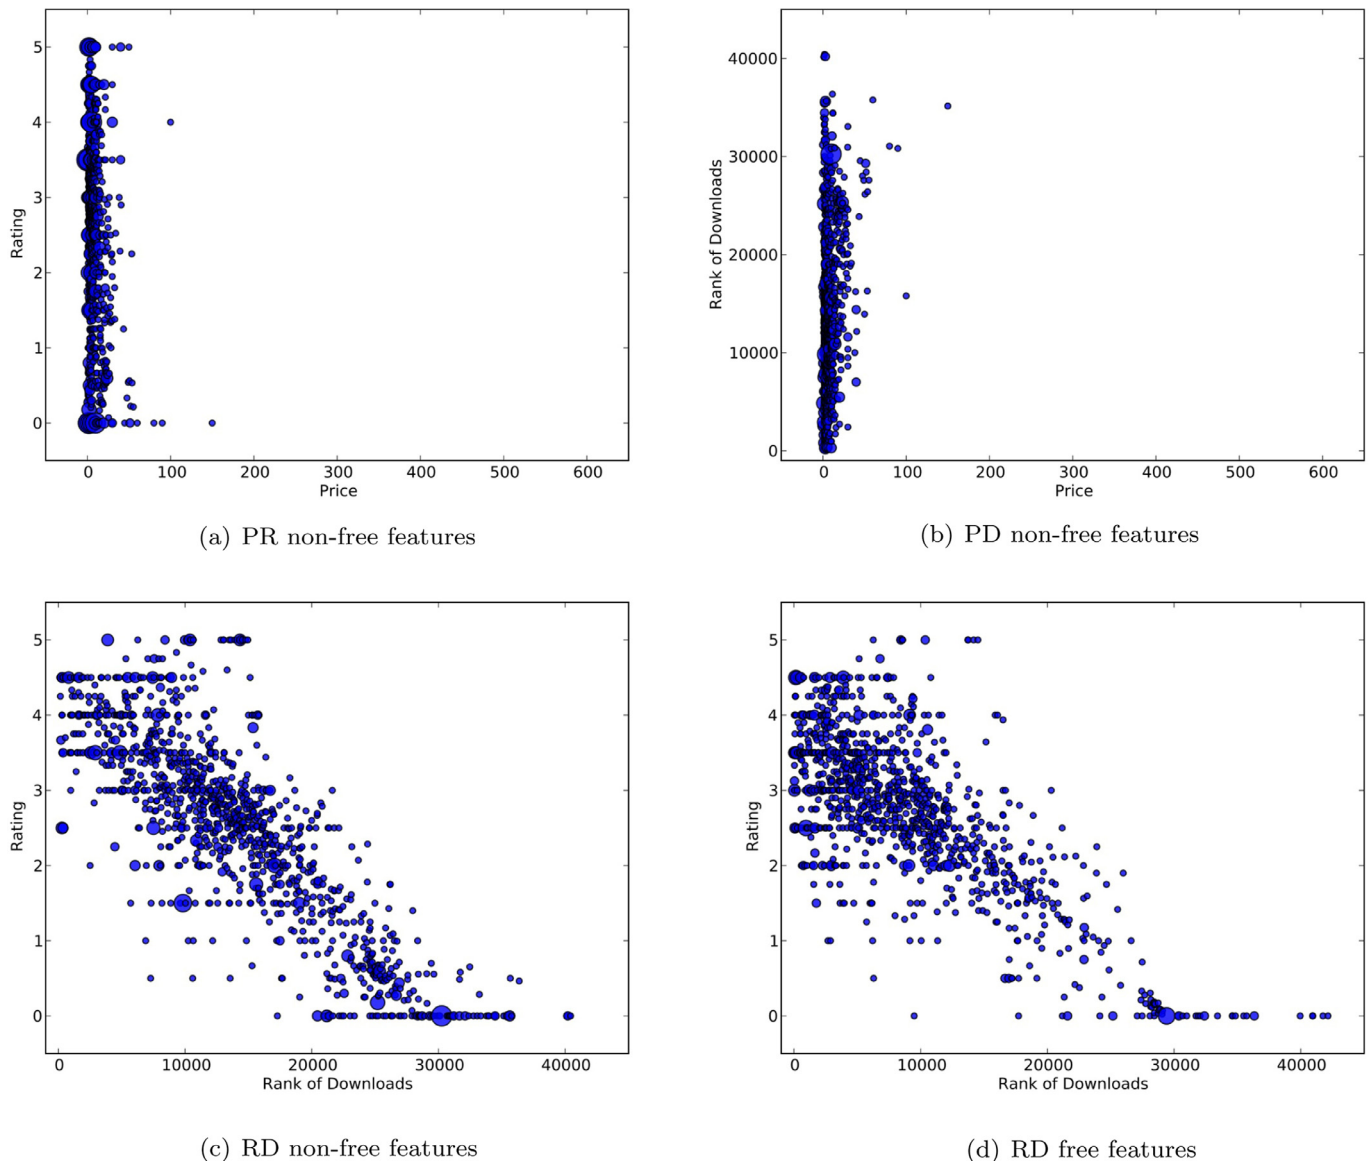 5
4
3
2
1
0
Rating
0 100 200 300 400 500 600
Price
(a) PR non-free features
40000
30000
20000
10000
0
Rank of Downloads
0 100 200 300 400 500 600
Price
(b) PD non-free features
5
4
3
2
1
0
Rating
0 10000 20000 30000 40000
Rank of Downloads
(c) RD non-free features
5
4
3
2
1
0
Rating
0 10000 20000 30000 40000
Rank of Downloads
(d) RD free features